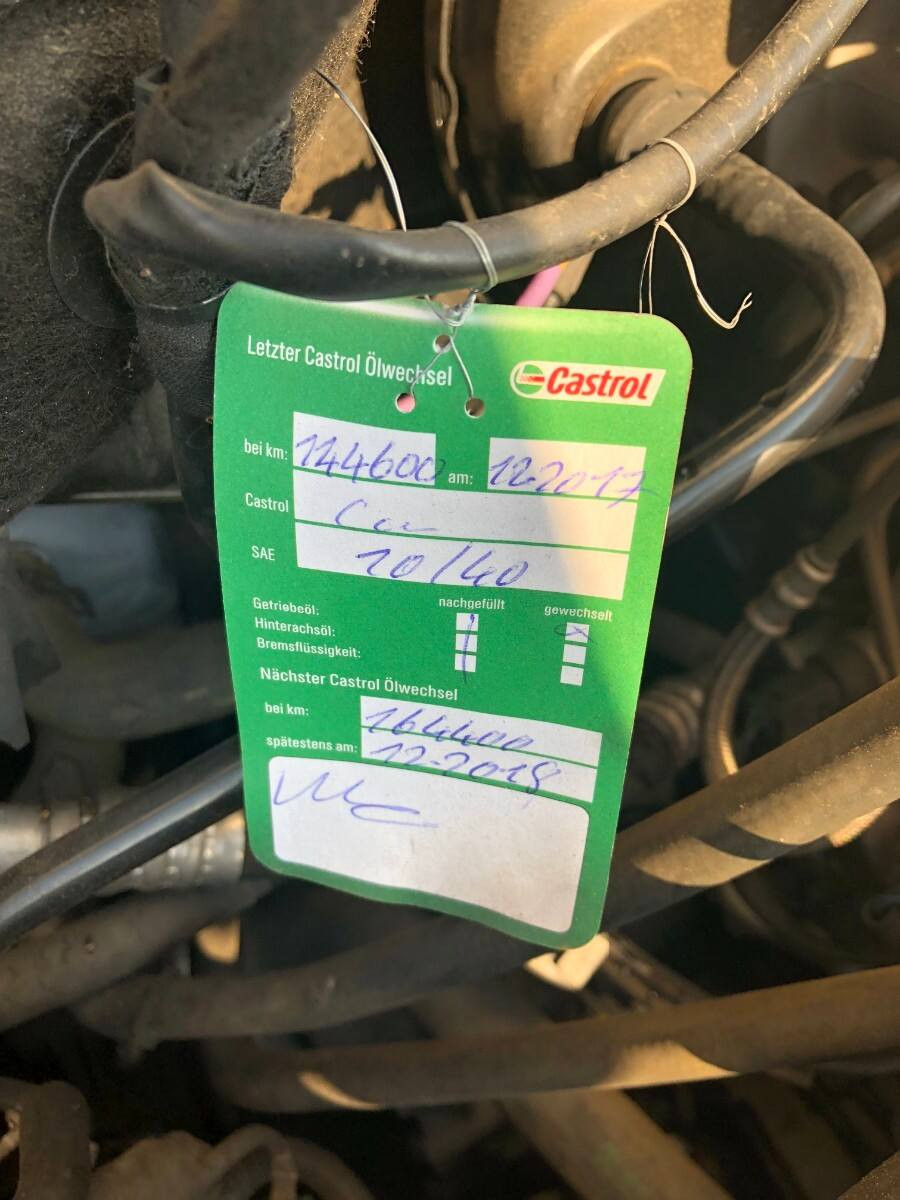 Letzter Castrol Ölwechsel
Castrol
bei km: 144600 am: 12-2017
Castrol
SAE 10/40
nachgefüllt gewechselt
Getriebeöl:
Hinterachsöl:
Bremsflüssigkeit:
Nächster Castrol Ölwechsel
bei km: 164400
spätestens am: 12-2018